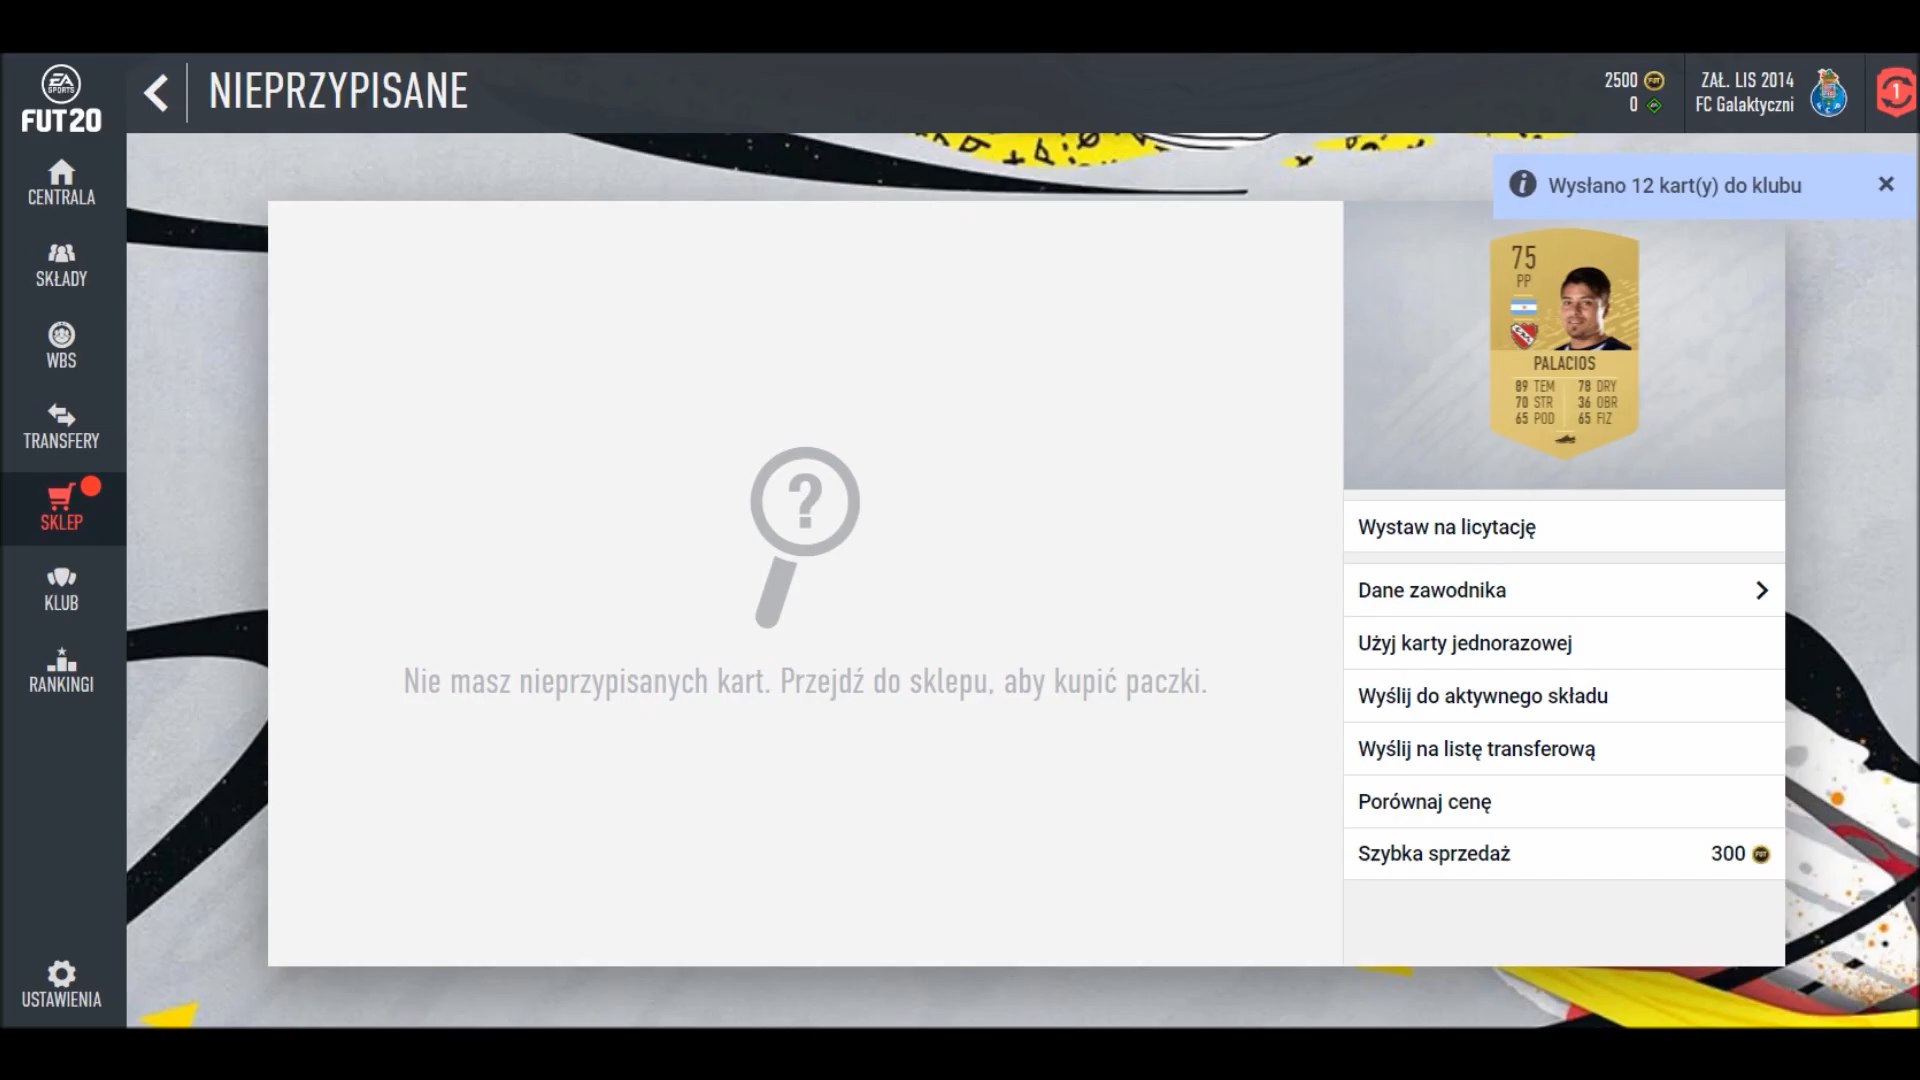 EA
SPORTS
FUT20
NIEPRZYPISANE
2500
0
ZAŁ. LIS 2014
FC Galaktyczni
1
CENTRALA
SKŁADY
WBS
TRANSFERY
SKLEP
KLUB
RANKINGI
USTAWIENIA
Wysłano 12 kart(y) do klubu
75
PP
PALACIOS
89 TEM 78 DRY
70 STR 36 OBR
65 POD 65 FIZ
Nie masz nieprzypisanych kart. Przejdź do sklepu, aby kupić paczki.
Wystaw na licytację
Dane zawodnika
Użyj karty jednorazowej
Wyślij do aktywnego składu
Wyślij na listę transferową
Porównaj cenę
Szybka sprzedaż 300